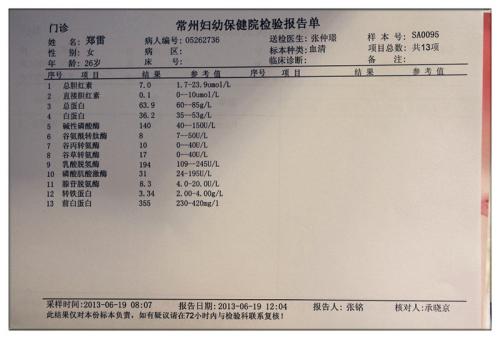 门诊 常州妇幼保健院检验报告单
姓 名: 郑雷 病人编号: 05262736 送检医生: 张仲璟 样 本 号: SA0095
性 别: 女 病 区: 标本种类: 血清 项目总数: 共13项
年 龄: 26岁 床 号: 临床诊断: 备 注:
序号 项 目 结 果 参 考 值 序号 项 目 结 果 参 考 值
1 总胆红素 7.0 1.7-23.9umol/L
2 直接胆红素 0.1 0--10umol/L
3 总蛋白 63.9 60--85g/L
4 白蛋白 36.2 35--53g/L
5 碱性磷酸酶 140 40--150U/L
6 谷氨酰转肽酶 8 7--50U/L
7 谷丙转氨酶 10 0--40U/L
8 谷草转氨酶 17 0--40U/L
9 乳酸脱氢酶 194 109--245U/L
10 磷酸肌酸激酶 31 24-195U/L
11 腺苷脱氨酶 8.3 4.0-20.0U/L
12 转铁蛋白 3.34 2.00-4.00g/L
13 前白蛋白 355 230-420mg/l
采样时间:2013-06-19 08:07 报告日期:2013-06-19 12:04 报告人: 张铭 核对人: 承晓京
此结果仅对本份标本负责, 如有疑议请在72小时内与检验科联系复核!